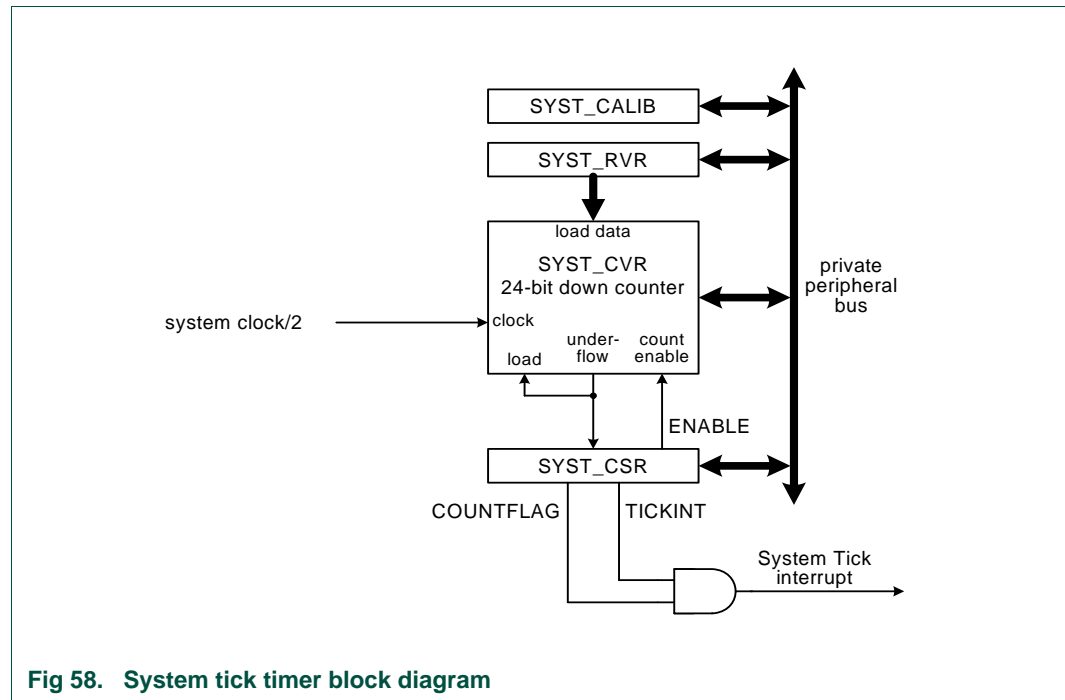 SYST_CALIB
SYST_RVR
load data
SYST_CVR
24-bit down counter
private
peripheral
bus
system clock/2
clock
load
under-
flow
count
enable
ENABLE
SYST_CSR
COUNTFLAG
TICKINT
System Tick
interrupt
Fig 58. System tick timer block diagram